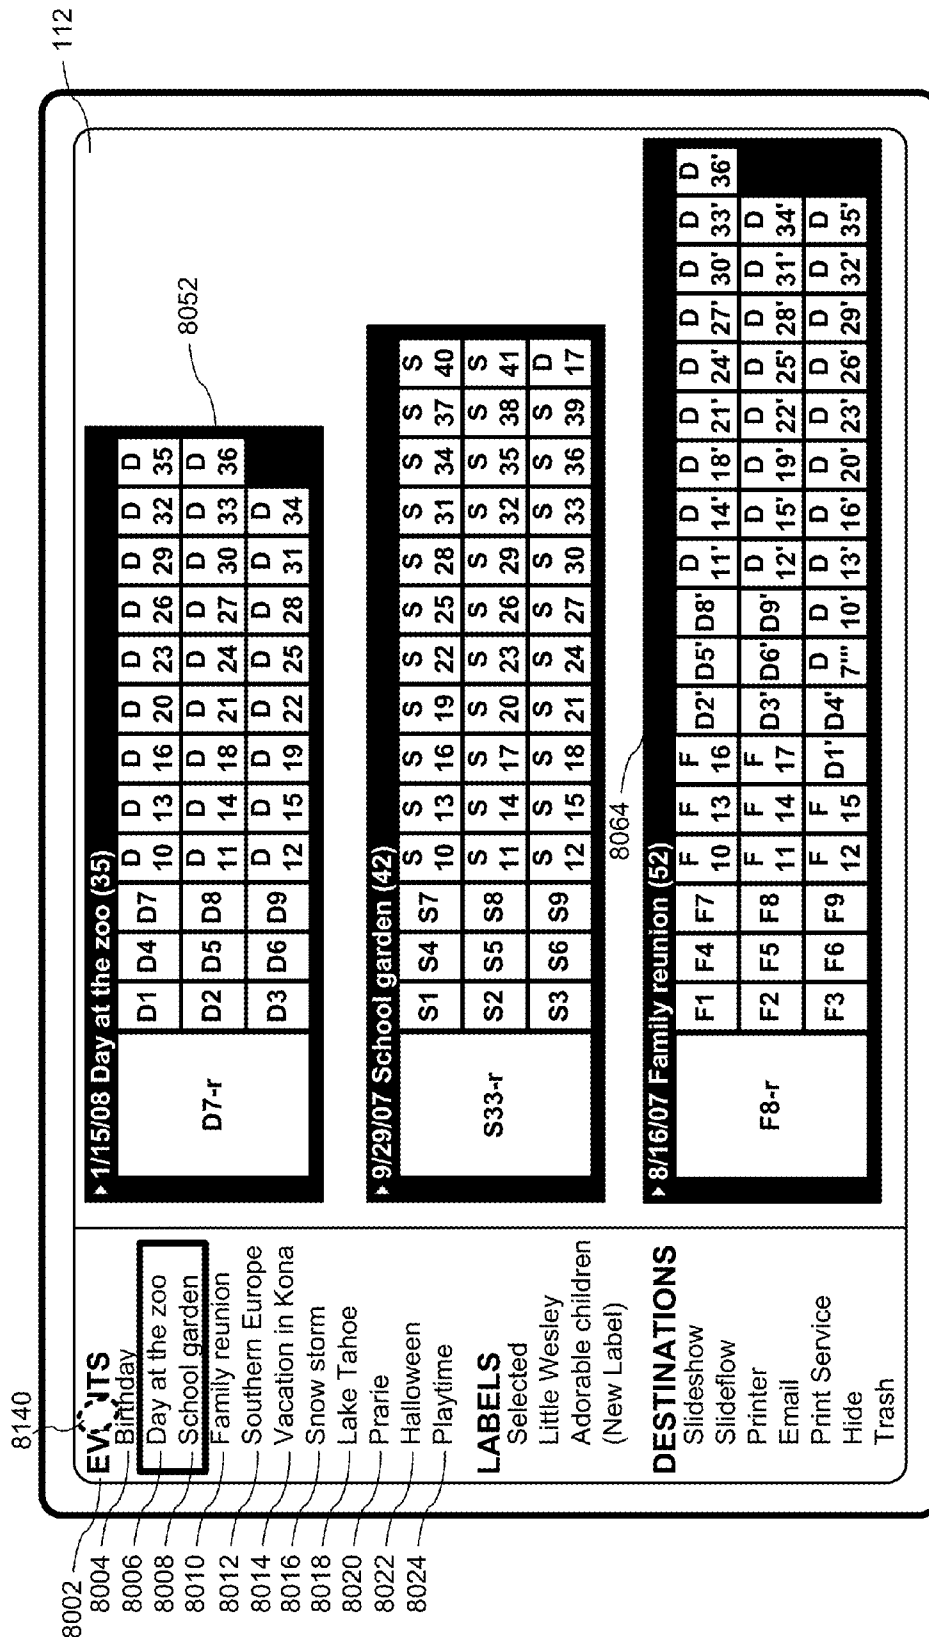 112
8140
8002 EVENTS
8004 Birthday
8006 Day at the zoo
8008 School garden
8010 Family reunion
8012 Southern Europe
8014 Vacation in Kona
8016 Snow storm
8018 Lake Tahoe
8020 Prarie
8022 Halloween
8024 Playtime
LABELS
Selected
Little Wesley
Adorable children
(New Label)
DESTINATIONS
Slideshow
Slideflow
Printer
Email
Print Service
Hide
Trash
1/15/08 Day at the zoo (35)
D7-r
D1 D4 D7 D 10 D 13 D 16 D 20 D 23 D 26 D 29 D 32 D 35
D2 D5 D8 D 11 D 14 D 18 D 21 D 24 D 27 D 30 D 33 D 36
D3 D6 D9 D 12 D 15 D 19 D 22 D 25 D 28 D 31 D 34
8052
9/29/07 School garden (42)
S33-r
S1 S4 S7 S 10 S 13 S 16 S 19 S 22 S 25 S 28 S 31 S 34 S 37 S 40
S2 S5 S8 S 11 S 14 S 17 S 20 S 23 S 26 S 29 S 32 S 35 S 38 S 41
S3 S6 S9 S 12 S 15 S 18 S 21 S 24 S 27 S 30 S 33 S 36 S 39 D 17
8064
8/16/07 Family reunion (52)
F8-r
F1 F4 F7 F 10 F 13 F 16 D2' D5' D8' D 11' D 14' D 18' D 21' D 24' D 27' D 30' D 33' D 36'
F2 F5 F8 F 11 F 14 F 17 D3' D6' D9' D 12' D 15' D 19' D 22' D 25' D 28' D 31' D 34'
F3 F6 F9 F 12 F 15 D1' D4' D 7'''' D 10' D 13' D 16' D 20' D 23' D 26' D 29' D 32' D 35'